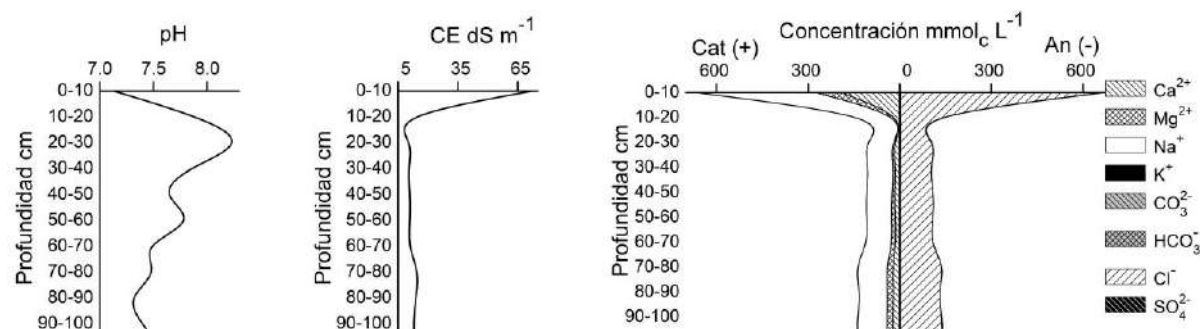 pH
7.0 7.5 8.0
Profundidad cm
0-10
10-20
20-30
30-40
40-50
50-60
60-70
70-80
80-90
90-100
CE dS m⁻¹
5 35 65
Profundidad cm
0-10
10-20
20-30
30-40
40-50
50-60
60-70
70-80
80-90
90-100
Concentración mmol_c L⁻¹
Cat (+) An (-)
600 300 0 300 600
Profundidad cm
0-10
10-20
20-30
30-40
40-50
50-60
60-70
70-80
80-90
90-100
Ca²⁺
Mg²⁺
Na⁺
K⁺
CO₃²⁻
HCO₃⁻
Cl⁻
SO₄²⁻